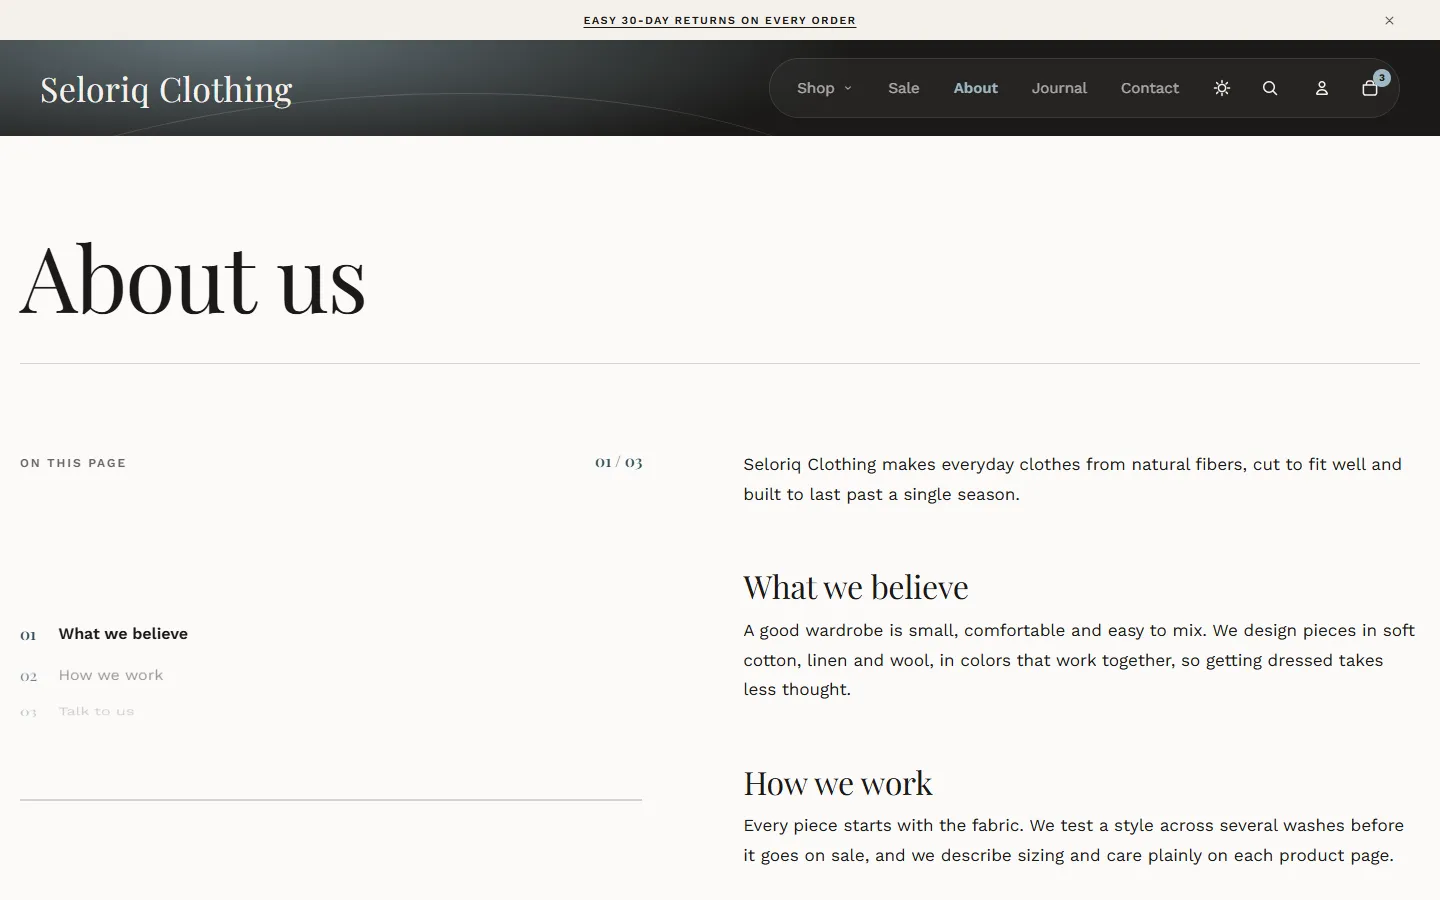 EASY 30-DAY RETURNS ON EVERY ORDER
Seloriq Clothing
Shop
Sale
About
Journal
Contact
3
About us
ON THIS PAGE
01 / 03
01 What we believe
02 How we work
03 Talk to us
Seloriq Clothing makes everyday clothes from natural fibers, cut to fit well and
built to last past a single season.
What we believe
A good wardrobe is small, comfortable and easy to mix. We design pieces in soft
cotton, linen and wool, in colors that work together, so getting dressed takes
less thought.
How we work
Every piece starts with the fabric. We test a style across several washes before
it goes on sale, and we describe sizing and care plainly on each product page.